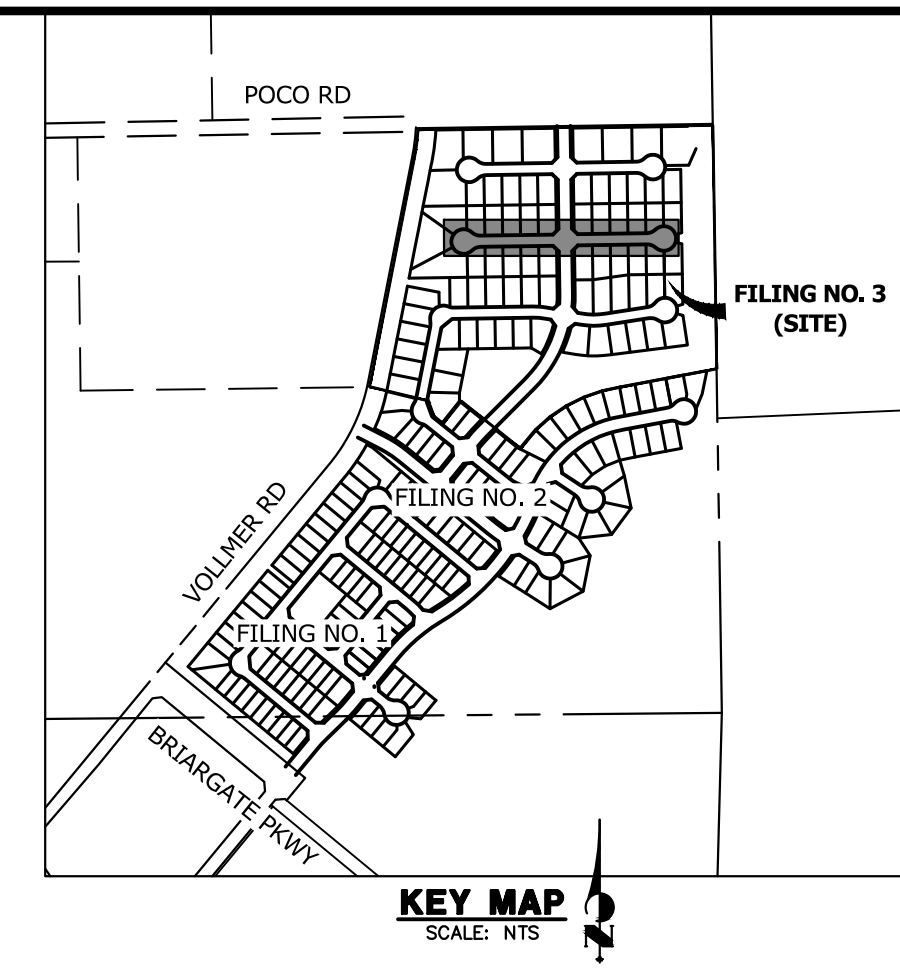 POCO RD
FILING NO. 3
(SITE)
FILING NO. 2
VOLLMER RD
FILING NO. 1
BRIARGATE PKWY
KEY MAP
SCALE: NTS
N